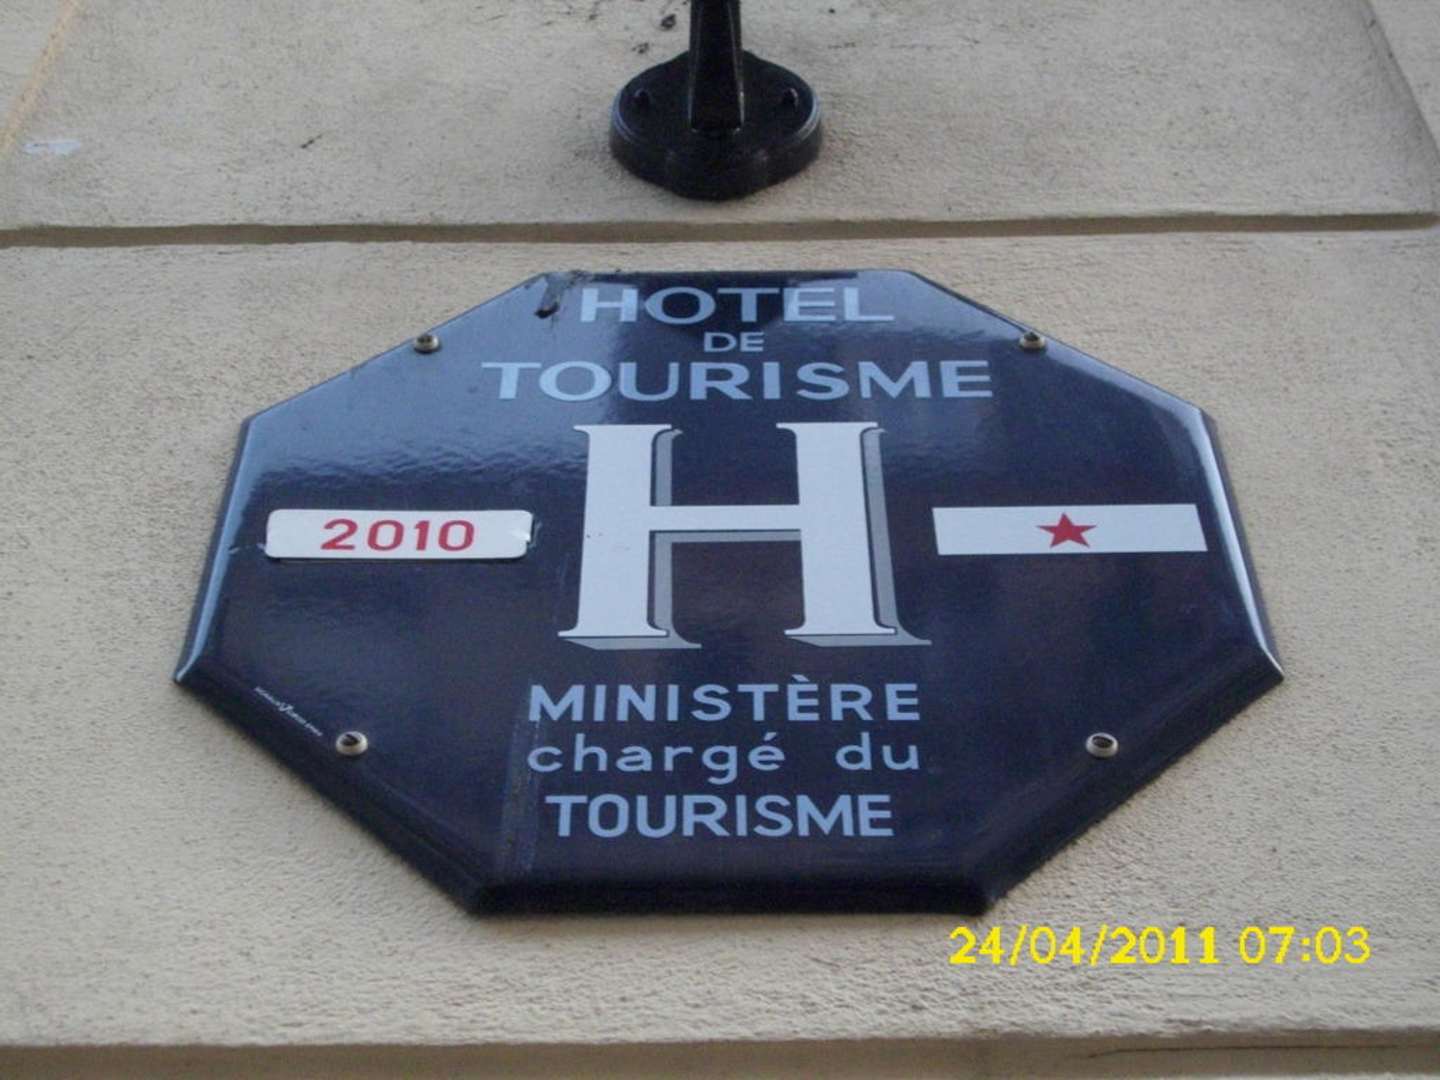 HOTEL
DE
TOURISME
2010
H
MINISTÈRE
chargé du
TOURISME
24/04/2011 07:03